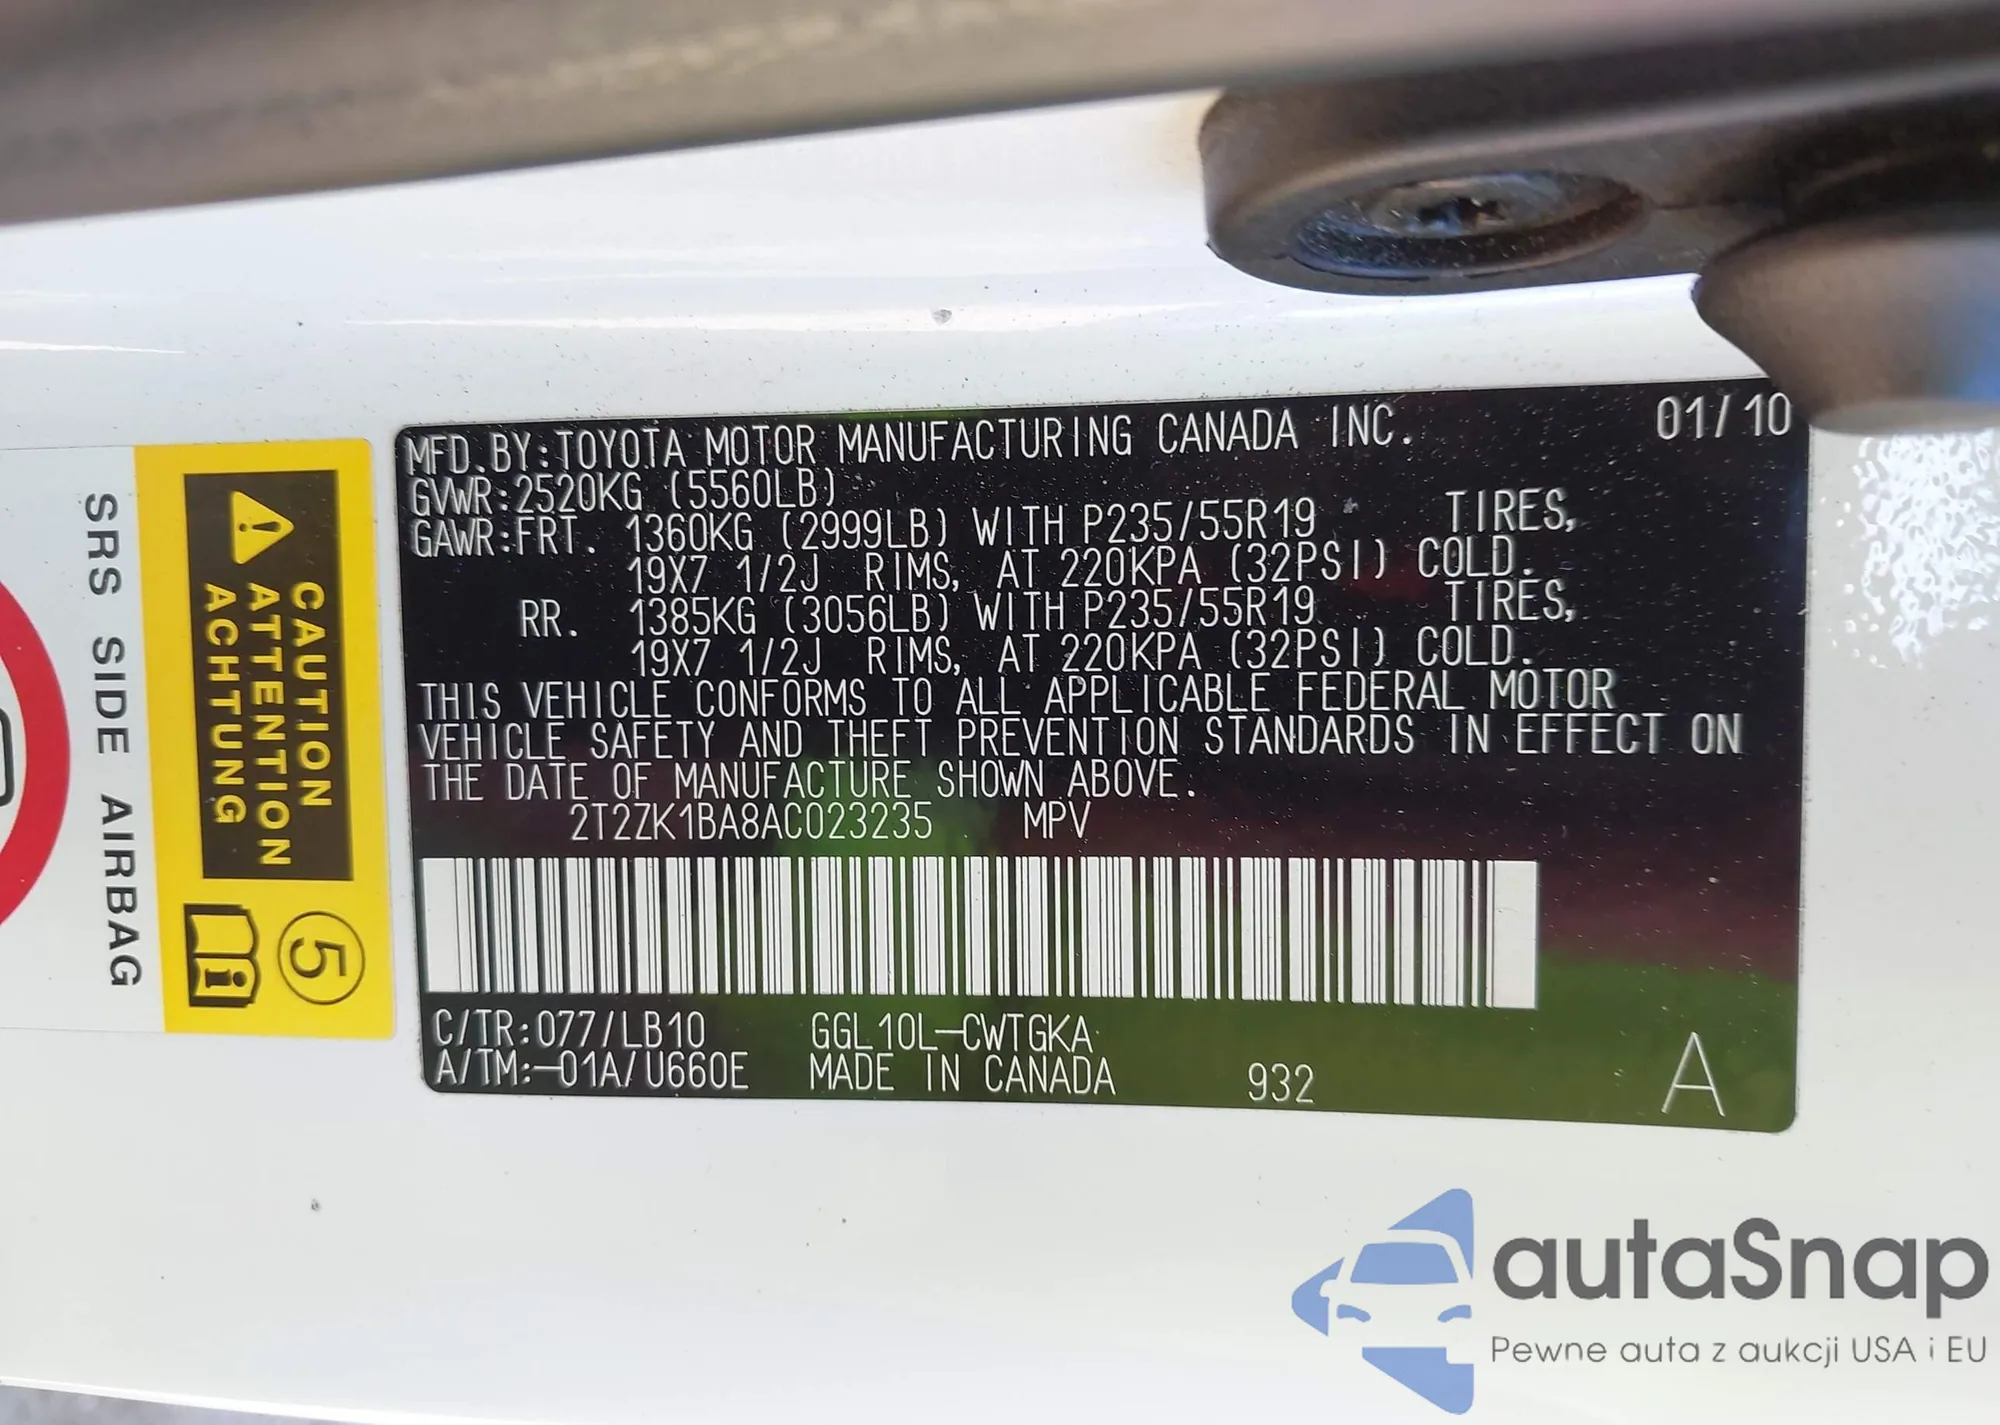 MFD.BY:TOYOTA MOTOR MANUFACTURING CANADA INC. 01/10
GVWR:2520KG (5560LB)
GAWR:FRT. 1360KG (2999LB) WITH P235/55R19 TIRES,
19X7 1/2J RIMS, AT 220KPA (32PSI) COLD.
RR. 1385KG (3056LB) WITH P235/55R19 TIRES,
19X7 1/2J RIMS, AT 220KPA (32PSI) COLD.
THIS VEHICLE CONFORMS TO ALL APPLICABLE FEDERAL MOTOR
VEHICLE SAFETY AND THEFT PREVENTION STANDARDS IN EFFECT ON
THE DATE OF MANUFACTURE SHOWN ABOVE.
2T2ZK1BA8AC023235 MPV
C/TR:077/LB10 GGL10L-CWTGKA
A/TM:-01A/U660E MADE IN CANADA 932 A
CAUTION
ATTENTION
ACHTUNG
5
i
SRS SIDE AIRBAG
autaSnap
Pewne auta z aukcji USA i EU